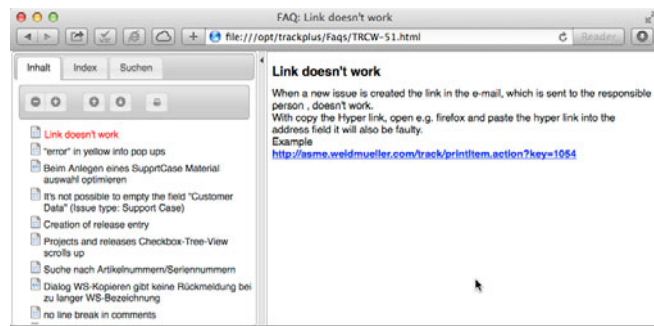 FAQ: Link doesn't work
file:///opt/trackplus/Faqs/TRCW-51.html
Reader
Inhalt Index Suchen
Link doesn't work
"error" in yellow into pop ups
Beim Anlegen eines SupprtCase Material
auswahl optimieren
It's not possible to empty the field "Customer
Data" (Issue type: Support Case)
Creation of release entry
Projects and releases Checkbox-Tree-View
scrolls up
Suche nach Artikelnummern/Seriennummern
Dialog WS-Kopieren gibt keine Rückmeldung bei
zu langer WS-Bezeichnung
no line break in comments
Link doesn't work
When a new issue is created the link in the e-mail, which is sent to the responsible
person , doesn't work.
With copy the Hyper link, open e.g. firefox and paste the hyper link into the
address field it will also be faulty.
Example
http://asme.weidmueller.com/track/printItem.action?key=1054